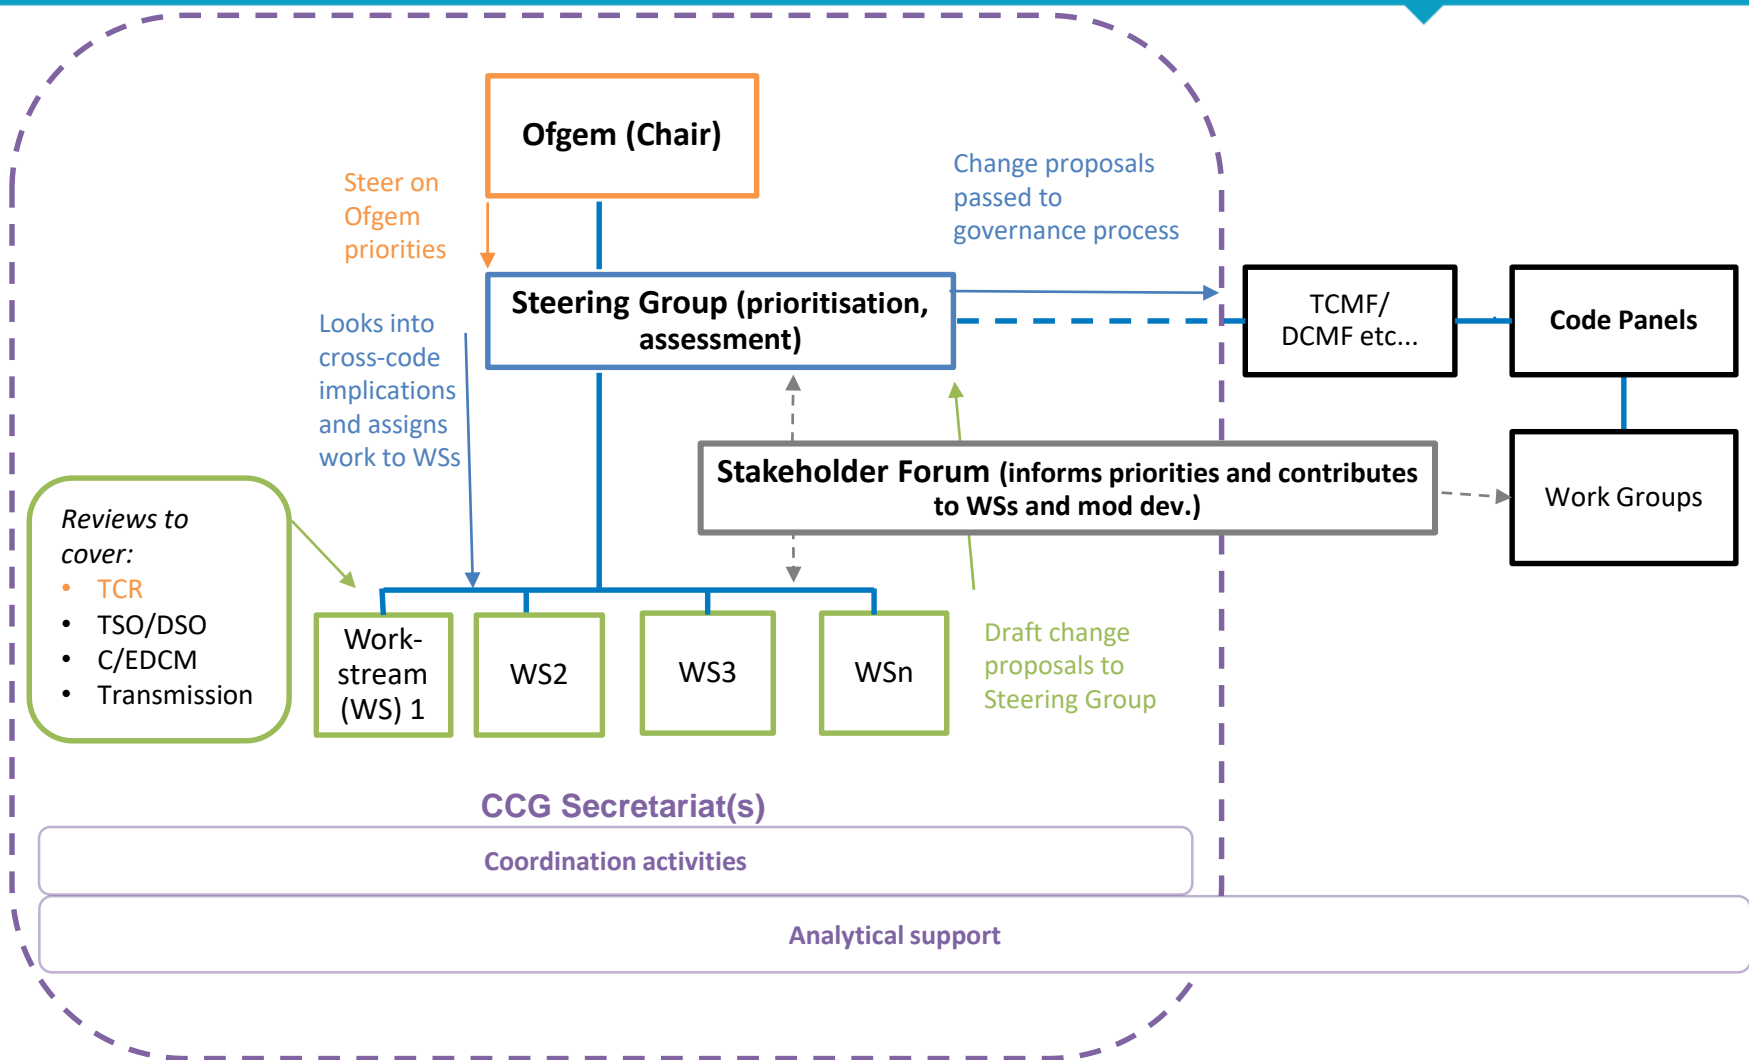 Ofgem (Chair)
Steer on
Ofgem
priorities
Change proposals
passed to
governance process
Steering Group (prioritisation,
assessment)
TCMF/
DCMF etc...
Code Panels
Looks into
cross-code
implications
and assigns
work to WSs
Stakeholder Forum (informs priorities and contributes
to WSs and mod dev.)
Work Groups
Reviews to
cover:
• TCR
• TSO/DSO
• C/EDCM
• Transmission
Work-
stream
(WS) 1
WS2
WS3
WSn
Draft change
proposals to
Steering Group
CCG Secretariat(s)
Coordination activities
Analytical support